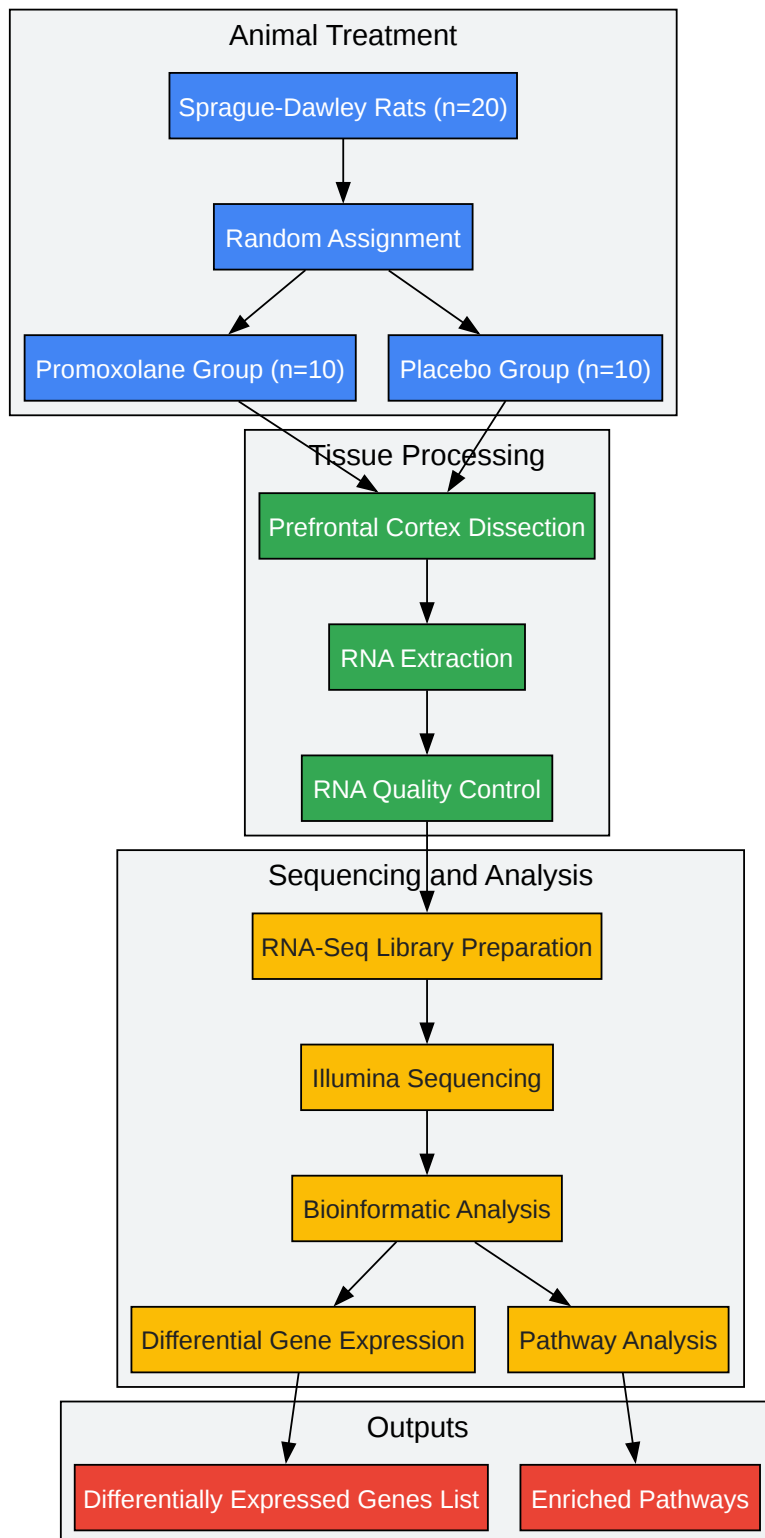 Animal Treatment
Sprague-Dawley Rats (n=20)
Random Assignment
Promoxolane Group (n=10)
Placebo Group (n=10)
Tissue Processing
Prefrontal Cortex Dissection
RNA Extraction
RNA Quality Control
Sequencing and Analysis
RNA-Seq Library Preparation
Illumina Sequencing
Bioinformatic Analysis
Differential Gene Expression
Pathway Analysis
Outputs
Differentially Expressed Genes List
Enriched Pathways